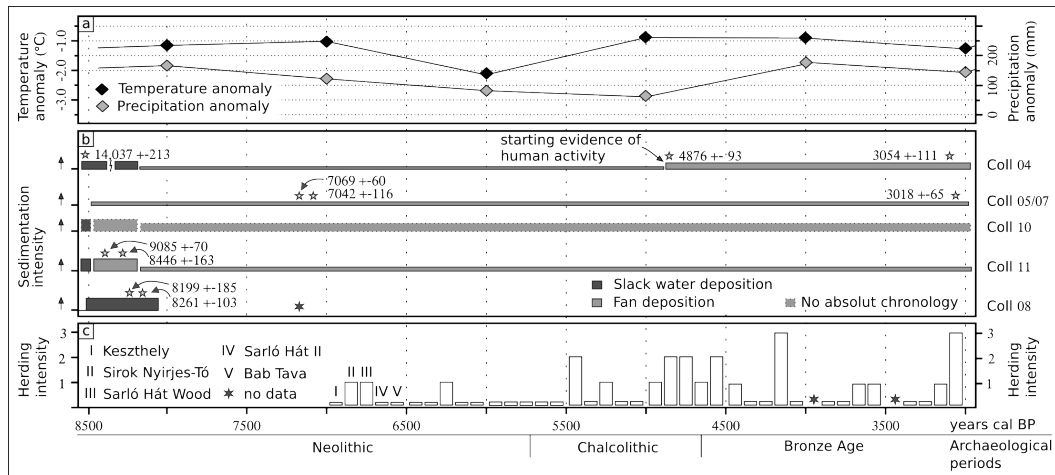 a
Temperature anomaly (°C)
-1.0
-2.0
-3.0
Temperature anomaly
Precipitation anomaly
200
100
0
Precipitation anomaly (mm)
b
Sedimentation intensity
starting evidence of
human activity
14,037 +-213
4876 +- 93
3054 +-111
Coll 04
7069 +-60
7042 +-116
3018 +-65
Coll 05/07
Coll 10
9085 +-70
8446 +-163
Coll 11
8199 +-185
8261 +-103
Coll 08
Slack water deposition
Fan deposition
No absolut chronology
c
Herding intensity
3
2
1
I Keszthely
II Sirok Nyirjes-Tó
III Sarló Hát Wood
IV Sarló Hát II
V Bab Tava
no data
I
II
III
IV
V
3
2
1
Herding intensity
8500
7500
6500
5500
4500
3500
years cal BP
Neolithic
Chalcolithic
Bronze Age
Archaeological
periods